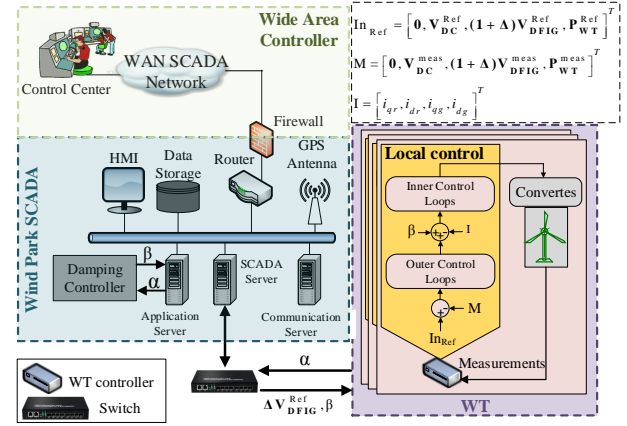 Wide Area
Controller
WAN SCADA
Network
Control Center
Firewall
In_Ref = [0, V_DC^Ref, (1 + Δ)V_DFIG^Ref, P_WT^Ref]^T
M = [0, V_DC^meas, (1 + Δ)V_DFIG^meas, P_WT^meas]^T
I = [i_qr, i_dr, i_qg, i_dg]^T
Wind Park SCADA
HMI
Data
Storage
Router
GPS
Antenna
Damping
Controller
β
α
Application
Server
SCADA
Server
Communication
Server
Local control
Inner Control
Loops
Convertes
β
+
+
−
I
Outer Control
Loops
+
−
M
In_Ref
Measurements
WT
α
ΔV_DFIG^Ref, β
WT controller
Switch